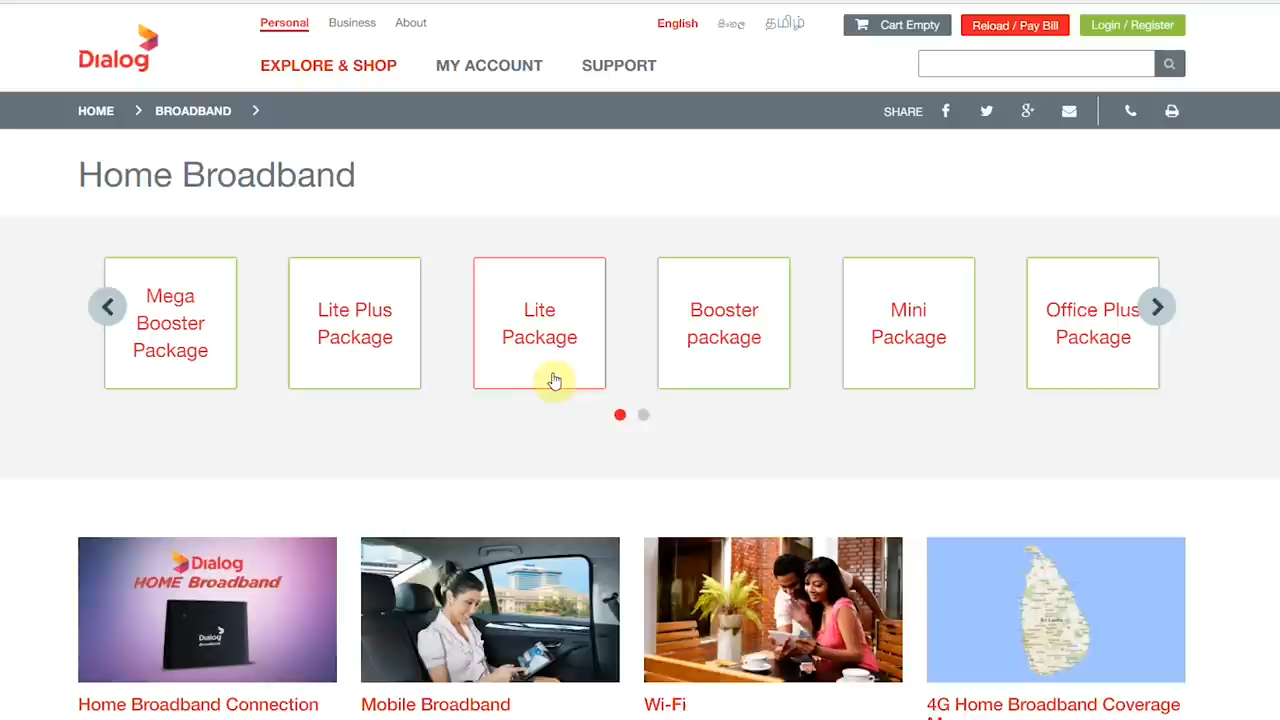 Personal Business About
English සිංහල தமிழ்
Cart Empty
Reload / Pay Bill
Login / Register
Dialog
EXPLORE & SHOP MY ACCOUNT SUPPORT
HOME BROADBAND
SHARE
Home Broadband
Mega
Booster
Package
Lite Plus
Package
Lite
Package
Booster
package
Mini
Package
Office Plus
Package
Dialog
HOME Broadband
Dialog
Home Broadband Connection
Mobile Broadband
Wi-Fi
4G Home Broadband Coverage